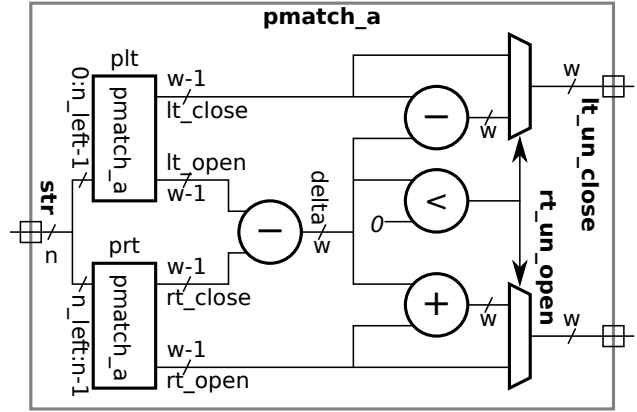 pmatch_a
plt
0:n_left-1
pmatch_a
w-1
lt_close
lt_open
w-1
str
n
prt
n_left:n-1
pmatch_a
w-1
rt_close
w-1
rt_open
−
delta
w
−
w
<
0
+
w
w
lt_un_close
rt_un_open
w